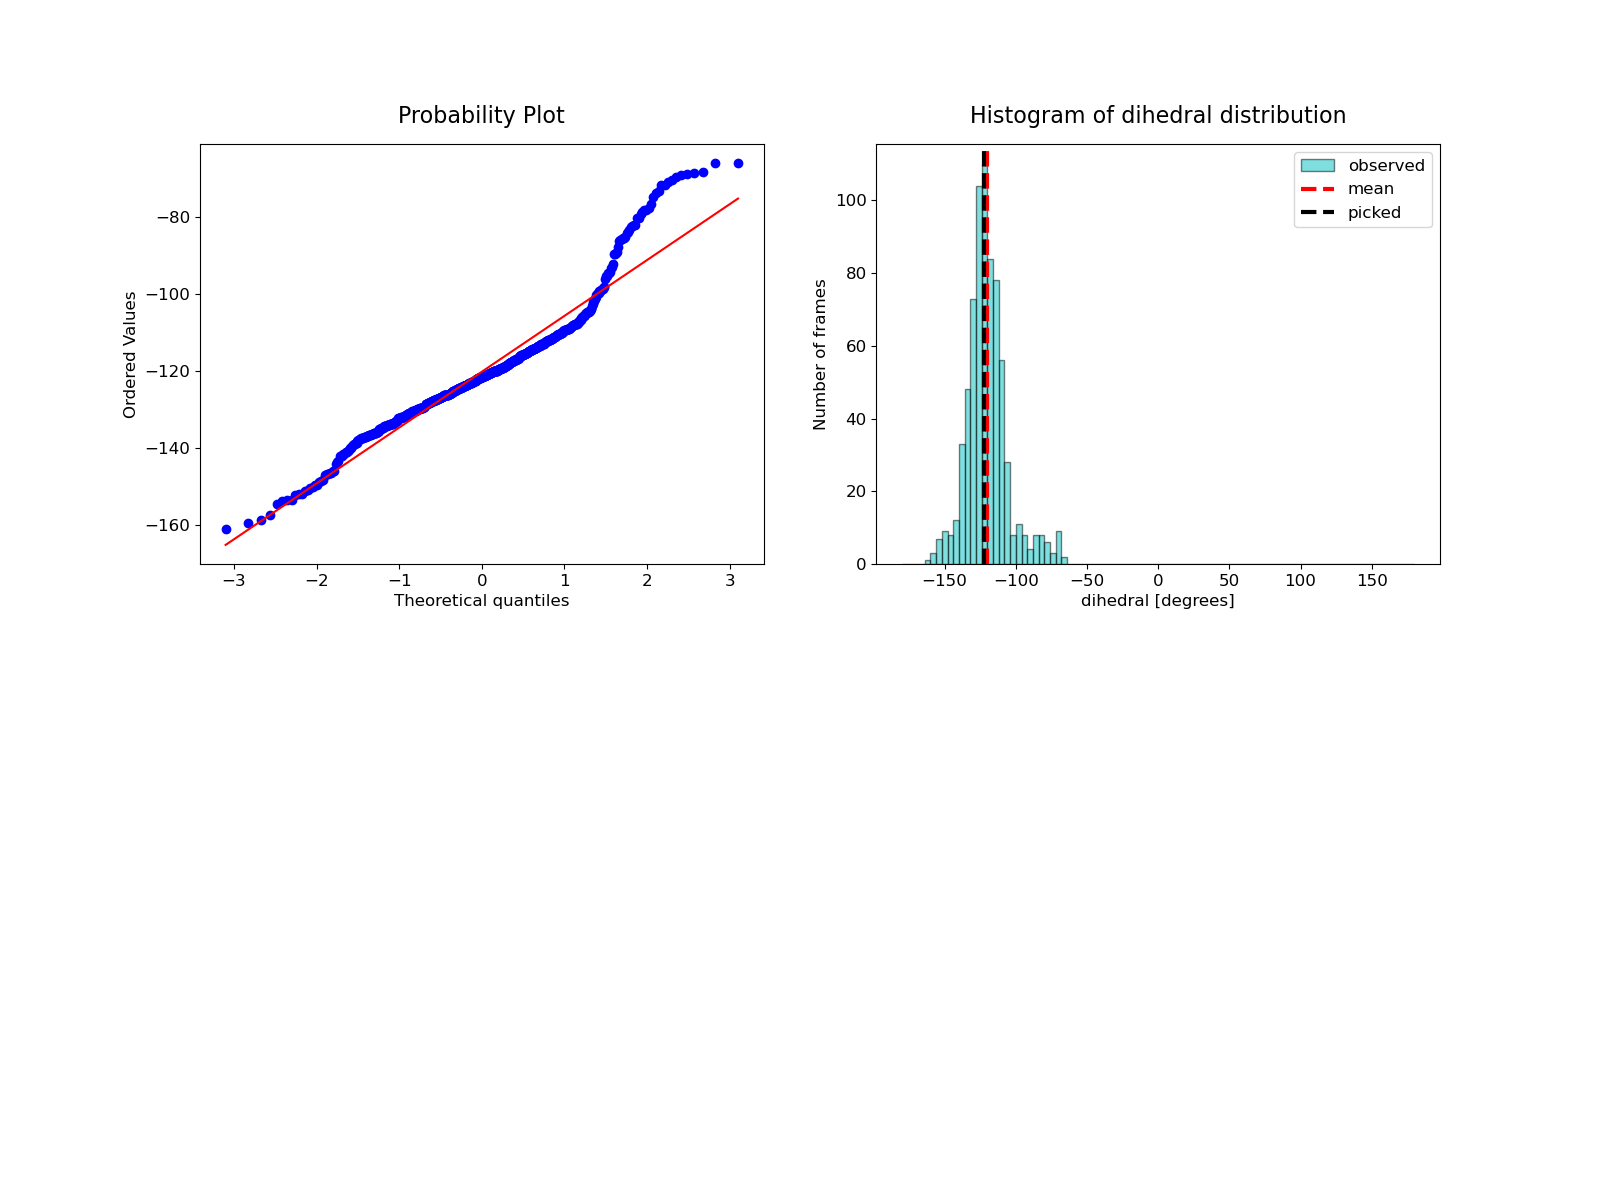 Probability Plot
Ordered Values
−80
−100
−120
−140
−160
−3 −2 −1 0 1 2 3
Theoretical quantiles
Histogram of dihedral distribution
observed
mean
picked
Number of frames
100
80
60
40
20
0
−150 −100 −50 0 50 100 150
dihedral [degrees]